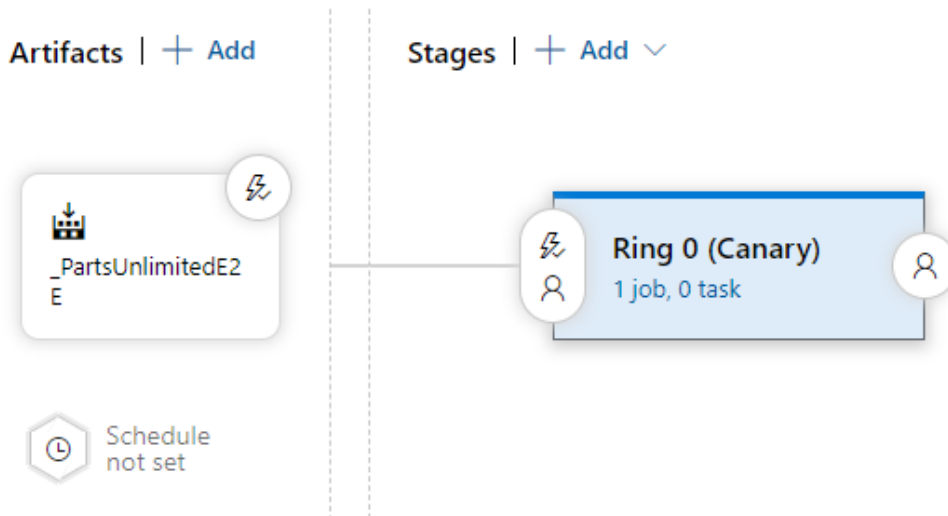 Artifacts | + Add
Stages | + Add
_PartsUnlimitedE2
E
Ring 0 (Canary)
1 job, 0 task
Schedule
not set